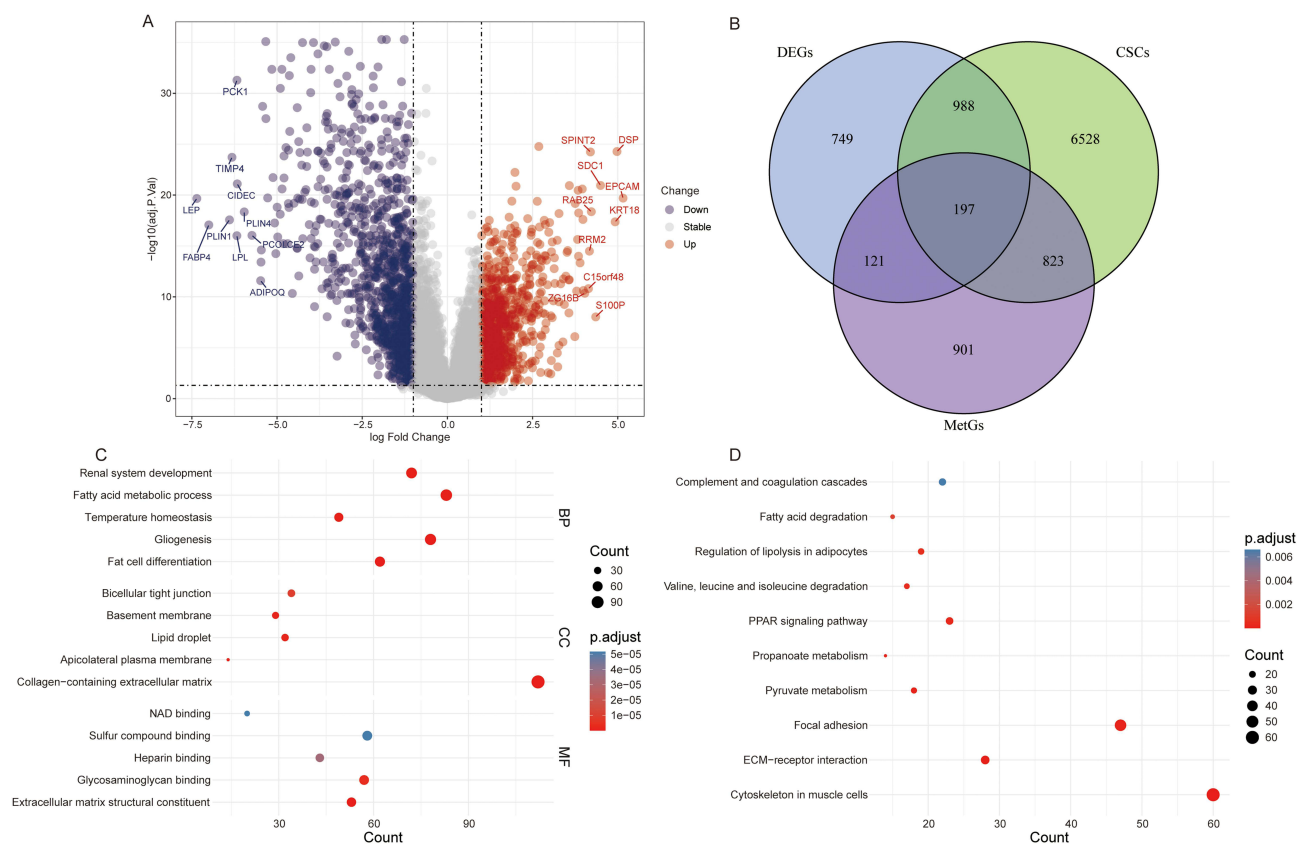 A
−log10(adj.P.Val)
30
20
10
0
−7.5
−5.0
−2.5
0.0
2.5
5.0
log Fold Change
PCK1
TIMP4
CIDEC
LEP
PLIN4
PLIN1
PCOLCE2
FABP4
LPL
ADIPOQ
SPINT2
DSP
SDC1
EPCAM
RAB25
KRT18
RRM2
C15orf48
ZG16B
S100P
Change
Down
Stable
Up
B
DEGs
CSCs
MetGs
749
988
6528
197
121
823
901
C
Renal system development
Fatty acid metabolic process
Temperature homeostasis
Gliogenesis
Fat cell differentiation
BP
Bicellular tight junction
Basement membrane
Lipid droplet
Apicolateral plasma membrane
Collagen−containing extracellular matrix
CC
NAD binding
Sulfur compound binding
Heparin binding
Glycosaminoglycan binding
Extracellular matrix structural constituent
MF
30
60
90
Count
Count
30
60
90
p.adjust
5e−05
4e−05
3e−05
2e−05
1e−05
D
Complement and coagulation cascades
Fatty acid degradation
Regulation of lipolysis in adipocytes
Valine, leucine and isoleucine degradation
PPAR signaling pathway
Propanoate metabolism
Pyruvate metabolism
Focal adhesion
ECM−receptor interaction
Cytoskeleton in muscle cells
20
30
40
50
60
Count
p.adjust
0.006
0.004
0.002
Count
20
30
40
50
60